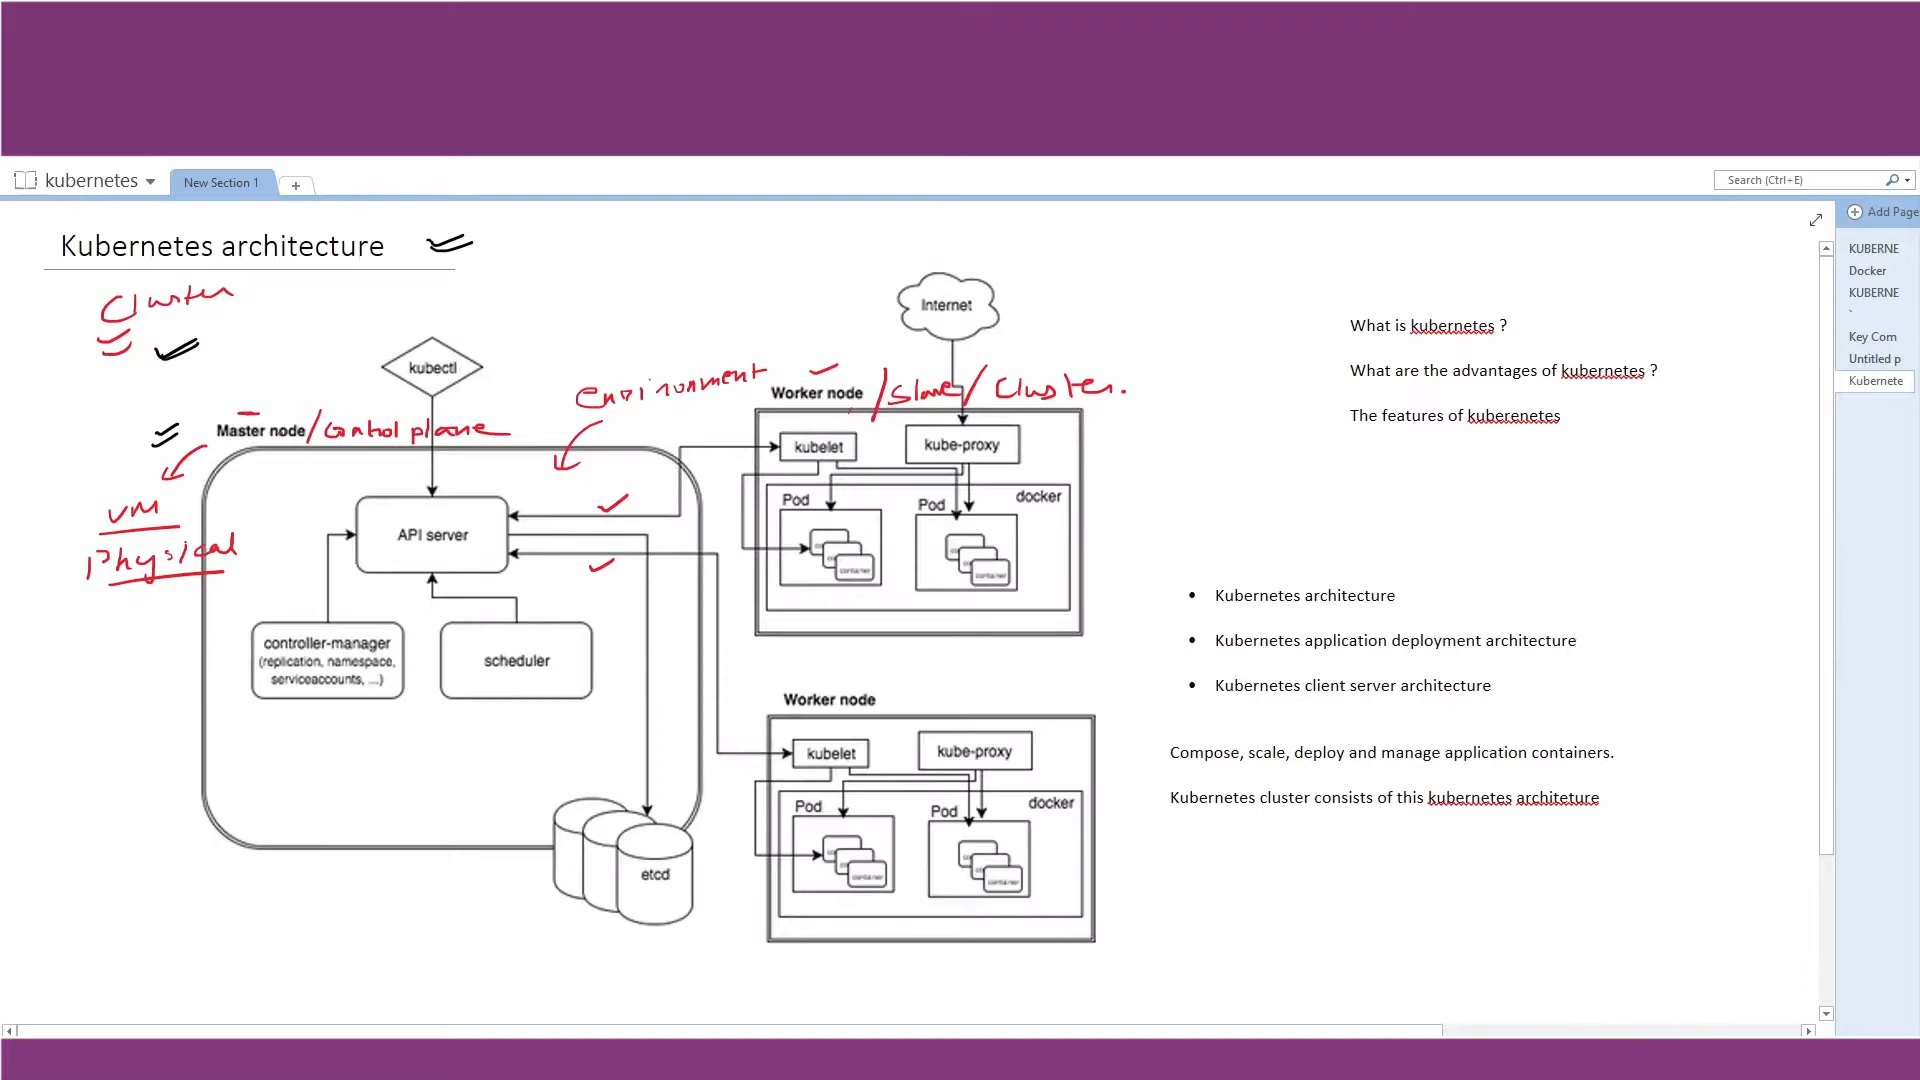 kubernetes
New Section 1
+
Search (Ctrl+E)
Add Page
Kubernetes architecture
KUBERNE
Docker
KUBERNE
`
Key Com
Untitled p
Kubernete
Cluster
Internet
What is kubernetes ?
kubectl
environment
What are the advantages of kubernetes ?
Worker node /Slave/ Cluster.
The features of kuberenetes
Master node /Control plane
kubelet
kube-proxy
docker
Pod
Pod
VM
Physical
API server
container
container
controller-manager
(replication, namespace,
serviceaccounts, ...)
scheduler
• Kubernetes architecture
• Kubernetes application deployment architecture
• Kubernetes client server architecture
Worker node
kubelet
kube-proxy
docker
Pod
Pod
container
container
etcd
Compose, scale, deploy and manage application containers.
Kubernetes cluster consists of this kubernetes architeture